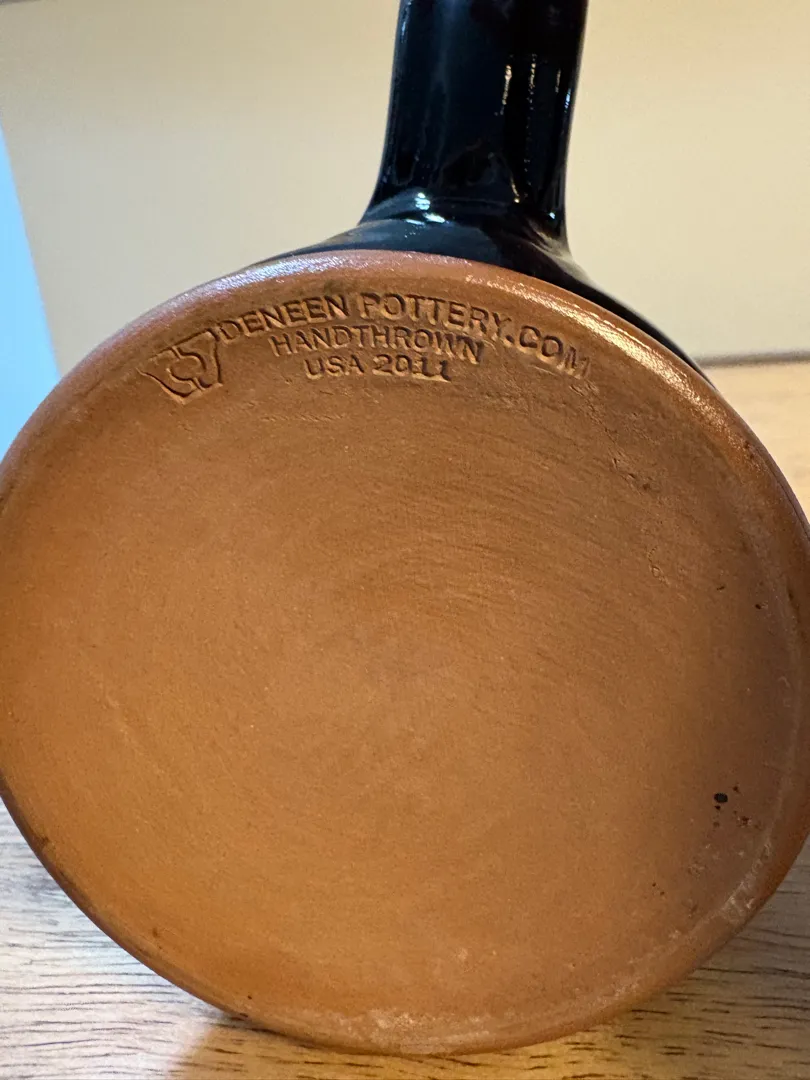 DENEEN POTTERY.COM
HANDTHROWN
USA 2011